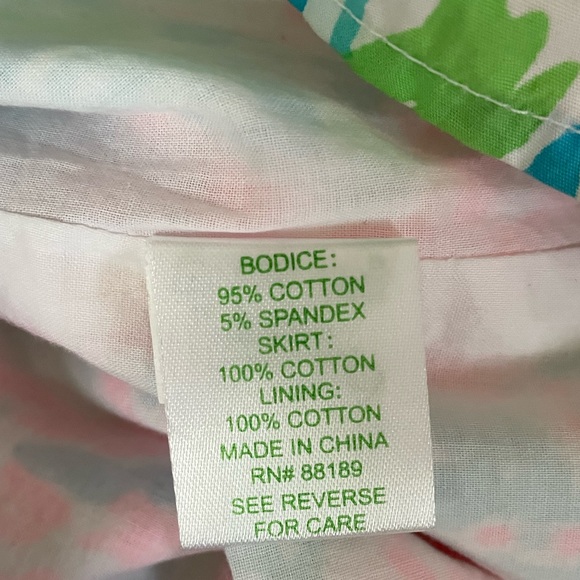 BODICE:
95% COTTON
5% SPANDEX
SKIRT:
100% COTTON
LINING:
100% COTTON
MADE IN CHINA
RN# 88189
SEE REVERSE
FOR CARE